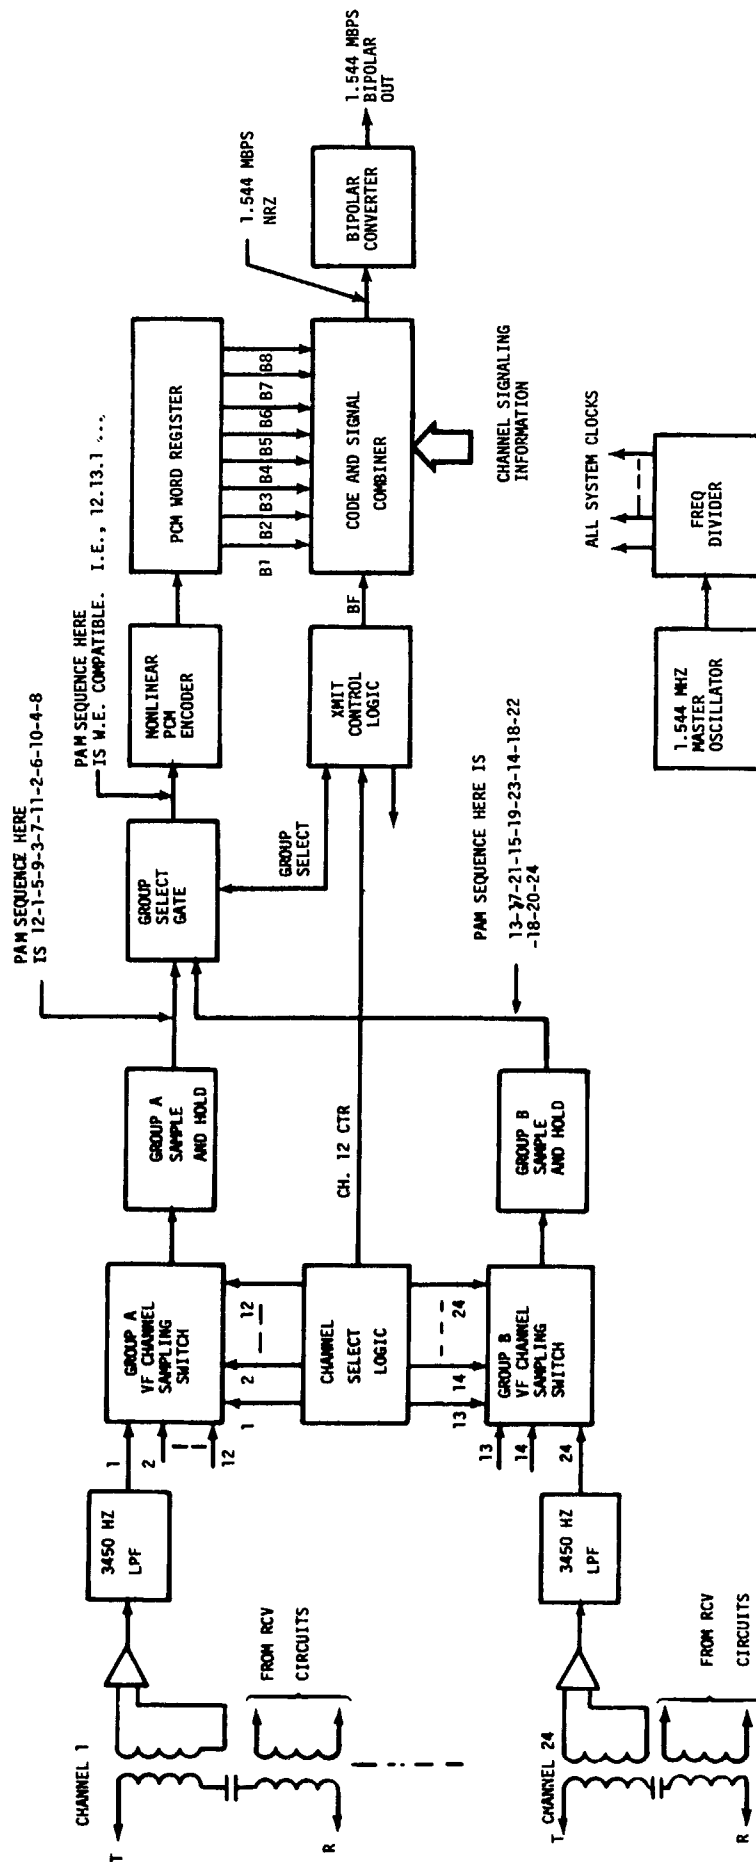 CHANNEL 1
T
R
FROM RCV
CIRCUITS
3450 HZ
LPF
1
2
12
GROUP A
VF CHANNEL
SAMPLING
SWITCH
1
2
12
CHANNEL
SELECT
LOGIC
13
14
24
GROUP B
VF CHANNEL
SAMPLING
SWITCH
13
14
24
3450 HZ
LPF
CHANNEL 24
T
R
FROM RCV
CIRCUITS
GROUP A
SAMPLE
AND HOLD
CH. 12 CTR
GROUP B
SAMPLE
AND HOLD
PAM SEQUENCE HERE
IS 12-1-5-9-3-7-11-2-6-10-4-8
GROUP
SELECT
GATE
GROUP
SELECT
PAM SEQUENCE HERE IS
13-17-21-15-19-23-14-18-22
-18-20-24
PAM SEQUENCE HERE
IS W.E. COMPATIBLE. I.E., 12.13.1 ...
NONLINEAR
PCM
ENCODER
XMIT
CONTROL
LOGIC
BF
PCM WORD REGISTER
B1
B2
B3
B4
B5
B6
B7
B8
CODE AND SIGNAL
COMBINER
CHANNEL SIGNALING
INFORMATION
1.544 MBPS
NRZ
BIPOLAR
CONVERTER
1.544 MBPS
BIPOLAR
OUT
1.544 MHZ
MASTER
OSCILLATOR
FREQ
DIVIDER
ALL SYSTEM CLOCKS